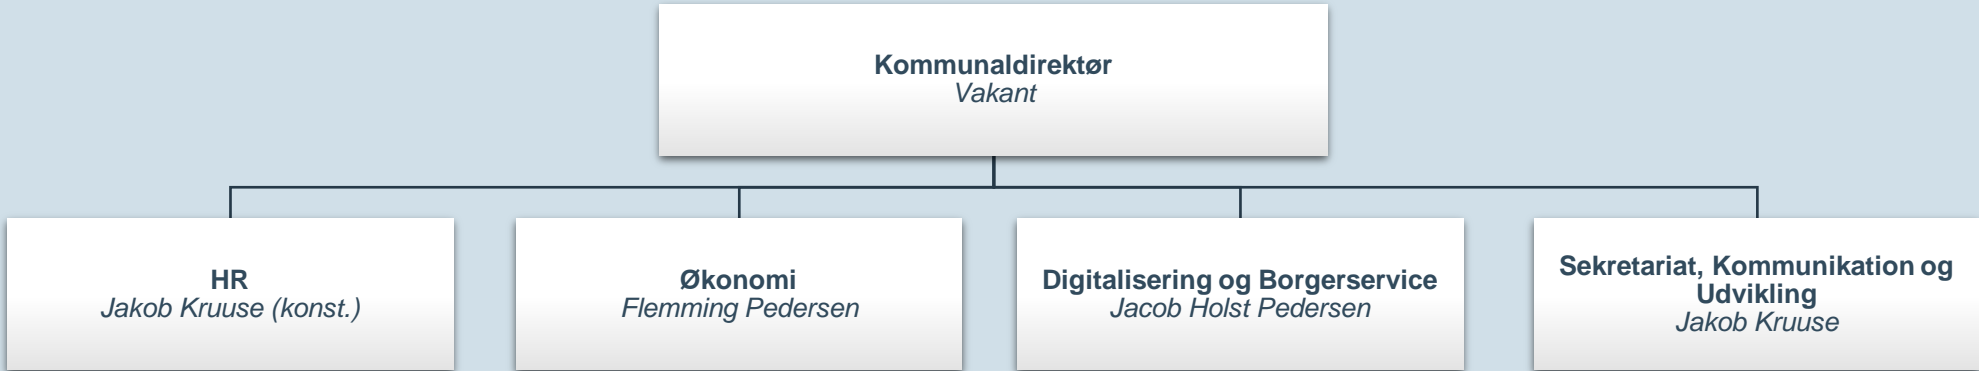 Kommunaldirektør
Vakant
HR
Jakob Kruuse (konst.)
Økonomi
Flemming Pedersen
Digitalisering og Borgerservice
Jacob Holst Pedersen
Sekretariat, Kommunikation og
Udvikling
Jakob Kruuse